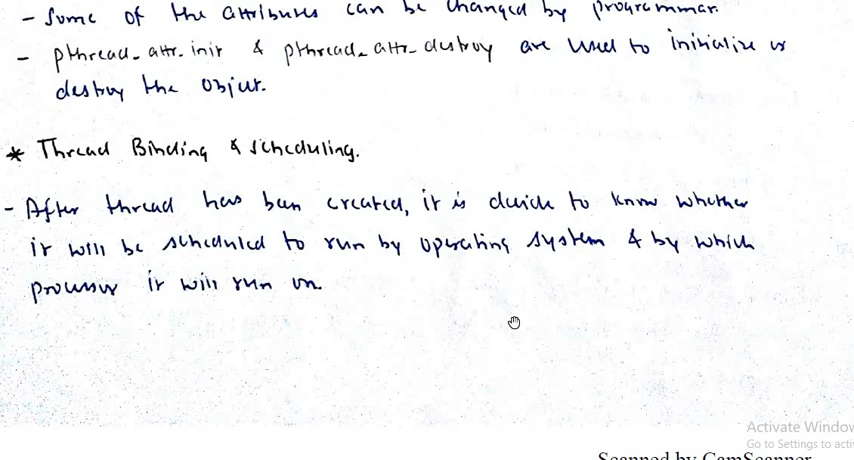 - Some of the attributes can be changed by programmar.
- pthread_attr_init & pthread_attr_destroy are used to initialize or
destroy the object.
* Thread Binding & scheduling.
- After thread has been created, it is decide to know whether
it will be scheduled to run by operating system & by which
processor it will run on
Activate Window
Go to Settings to acti
Scanned by CamScanner